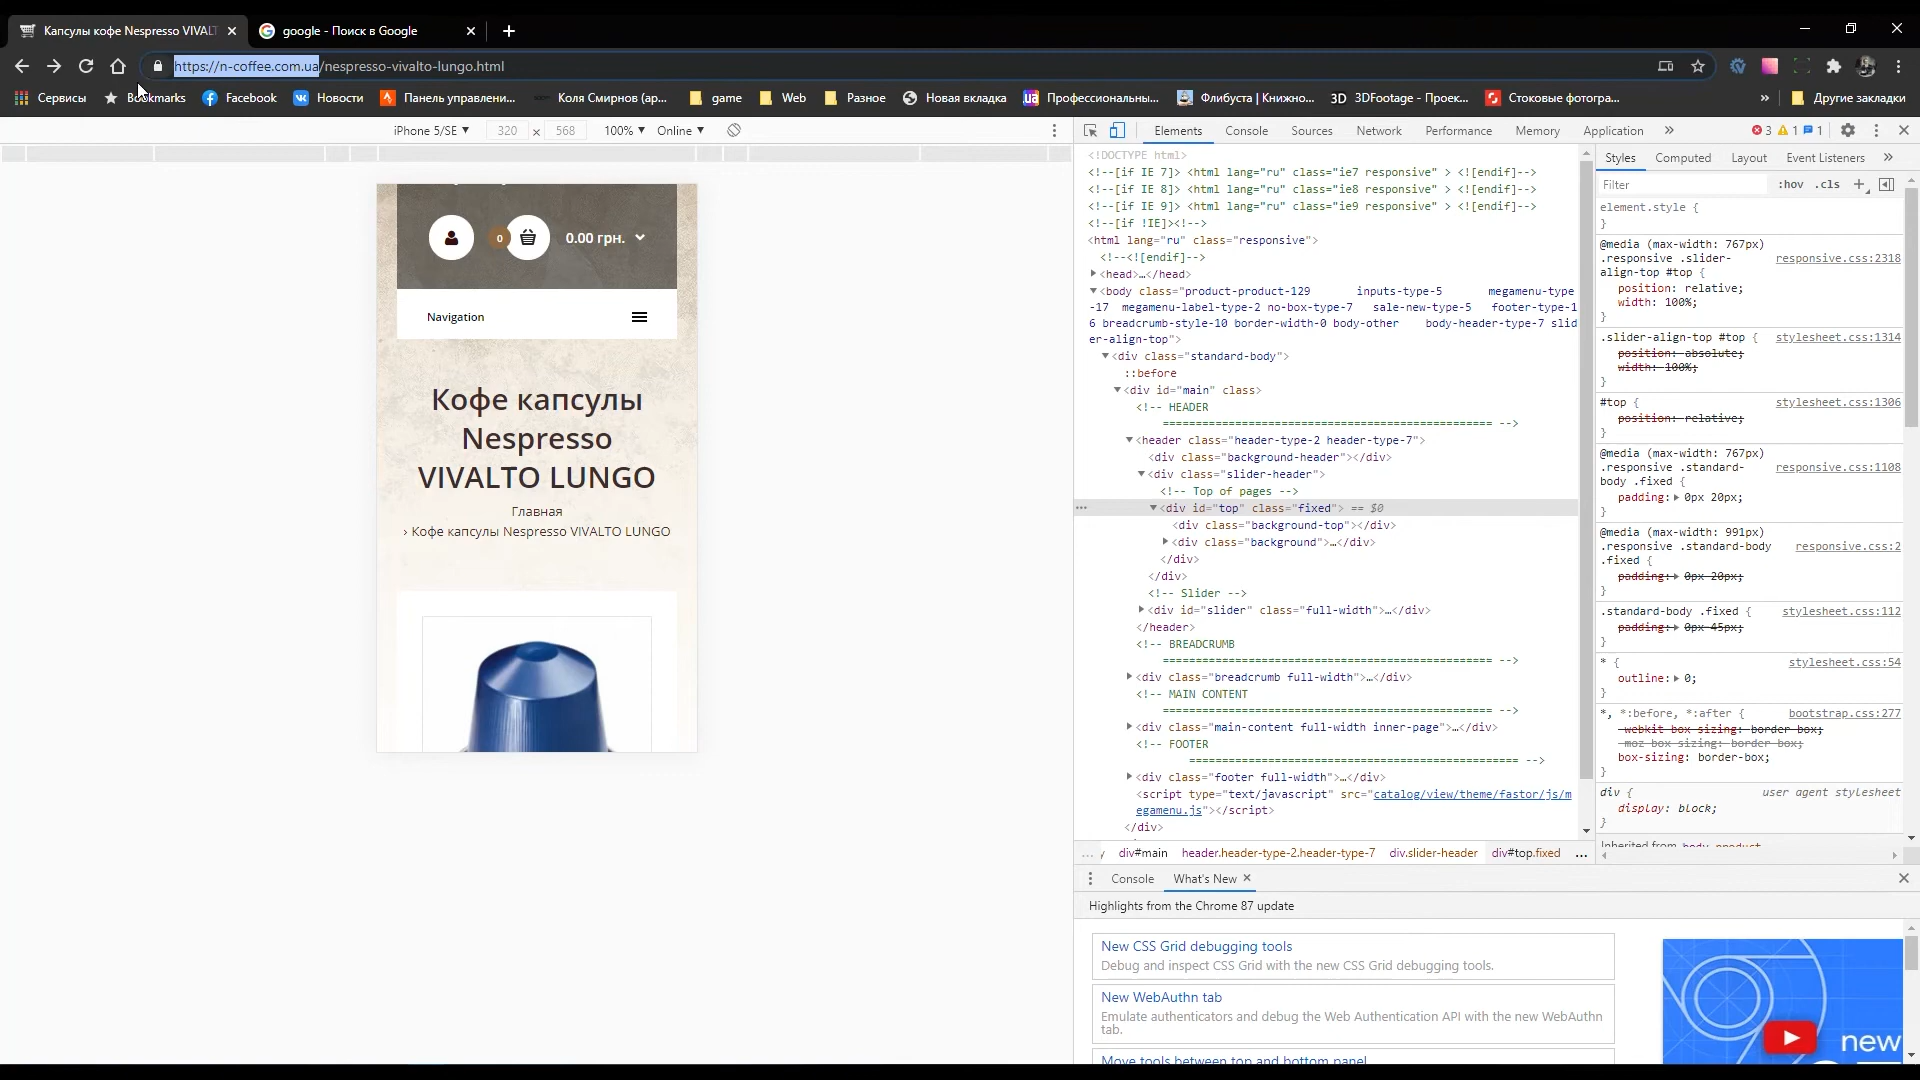 Капсулы кофе Nespresso VIVALT
google - Поиск в Google
https://n-coffee.com.ua/nespresso-vivalto-lungo.html
Сервисы Bookmarks Facebook Новости Панель управлени... Коля Смирнов (ар... game Web Разное Новая вкладка Профессиональны... Флибуста | Книжно... 3D 3DFootage - Проек... Стоковые фотогра... » Другие закладки
iPhone 5/SE 320 x 568 100% Online
0 0.00 грн.
Navigation
Кофе капсулы
Nespresso
VIVALTO LUNGO
Главная
› Кофе капсулы Nespresso VIVALTO LUNGO
Elements Console Sources Network Performance Memory Application » 3 1 1
<!DOCTYPE html>
<!--[if IE 7]> <html lang="ru" class="ie7 responsive" > <![endif]-->
<!--[if IE 8]> <html lang="ru" class="ie8 responsive" > <![endif]-->
<!--[if IE 9]> <html lang="ru" class="ie9 responsive" > <![endif]-->
<!--[if !IE]><!-->
<html lang="ru" class="responsive">
<!--<![endif]-->
<head>…</head>
<body class="product-product-129 inputs-type-5 megamenu-type
-17 megamenu-label-type-2 no-box-type-7 sale-new-type-5 footer-type-1
6 breadcrumb-style-10 border-width-0 body-other body-header-type-7 slid
er-align-top">
<div class="standard-body">
::before
<div id="main" class>
<!-- HEADER
================================================== -->
<header class="header-type-2 header-type-7">
<div class="background-header"></div>
<div class="slider-header">
<!-- Top of pages -->
<div id="top" class="fixed"> == $0
<div class="background-top"></div>
<div class="background">…</div>
</div>
</div>
<!-- Slider -->
<div id="slider" class="full-width">…</div>
</header>
<!-- BREADCRUMB
================================================== -->
<div class="breadcrumb full-width">…</div>
<!-- MAIN CONTENT
================================================== -->
<div class="main-content full-width inner-page">…</div>
<!-- FOOTER
================================================== -->
<div class="footer full-width">…</div>
<script type="text/javascript" src="catalog/view/theme/fastor/js/m
egamenu.js"></script>
</div>
... y div#main header.header-type-2.header-type-7 div.slider-header div#top.fixed ...
Styles Computed Layout Event Listeners »
Filter :hov .cls +
element.style {
}
@media (max-width: 767px)
.responsive .slider- responsive.css:2318
align-top #top {
position: relative;
width: 100%;
}
.slider-align-top #top { stylesheet.css:1314
position: absolute;
width: 100%;
}
#top { stylesheet.css:1306
position: relative;
}
@media (max-width: 767px)
.responsive .standard- responsive.css:1108
body .fixed {
padding: 0px 20px;
}
@media (max-width: 991px)
.responsive .standard-body responsive.css:2
.fixed {
padding: 0px 20px;
}
.standard-body .fixed { stylesheet.css:112
padding: 0px 45px;
}
* { stylesheet.css:54
outline: 0;
}
*, *:before, *:after { bootstrap.css:277
-webkit-box-sizing: border-box;
-moz-box-sizing: border-box;
box-sizing: border-box;
}
div { user agent stylesheet
display: block;
}
Inherited from body.product
Console What's New
Highlights from the Chrome 87 update
New CSS Grid debugging tools
Debug and inspect CSS Grid with the new CSS Grid debugging tools.
New WebAuthn tab
Emulate authenticators and debug the Web Authentication API with the new WebAuthn
tab.
Move tools between top and bottom panel
new